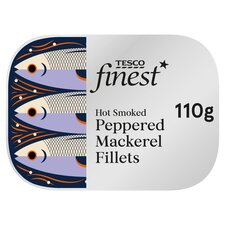 TESCO
finest*
Hot Smoked
Peppered
Mackerel
Fillets
110g